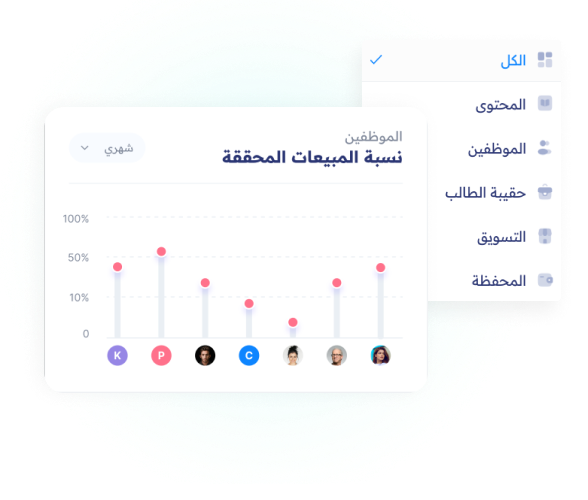 الكل
المحتوى
الموظفين
حقيبة الطالب
التسويق
المحفظة
الموظفين
نسبة المبيعات المحققة
شهري
100%
50%
10%
0
K P C